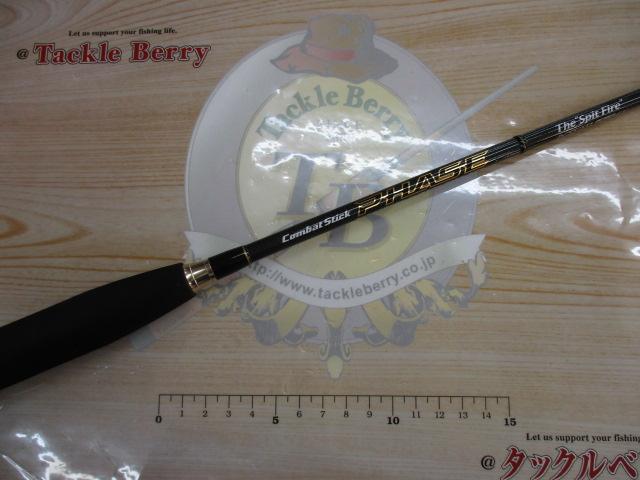 Let us support your fishing life.
@ Tackle Berry
Tackle Berry
TB
The "Spit Fire"
Combat Stick PHASE
http://www.tackleberry.co.jp
0 1 2 3 4 5 6 7 8 9 10 11 12 13 14 15
Let us support your fishing
@ タックルベ